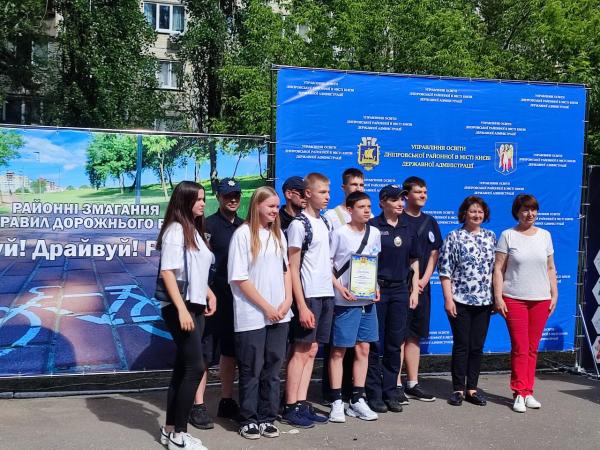 РАЙОННІ ЗМАГАННЯ
РАВИЛ ДОРОЖНЬОГО
уй! Драйвуй!
УПРАВЛІННЯ ОСВІТИ
ДНІПРОВСЬКОЇ РАЙОННОЇ В МІСТІ КИЄВІ
ДЕРЖАВНОЇ АДМІНІСТРАЦІЇ